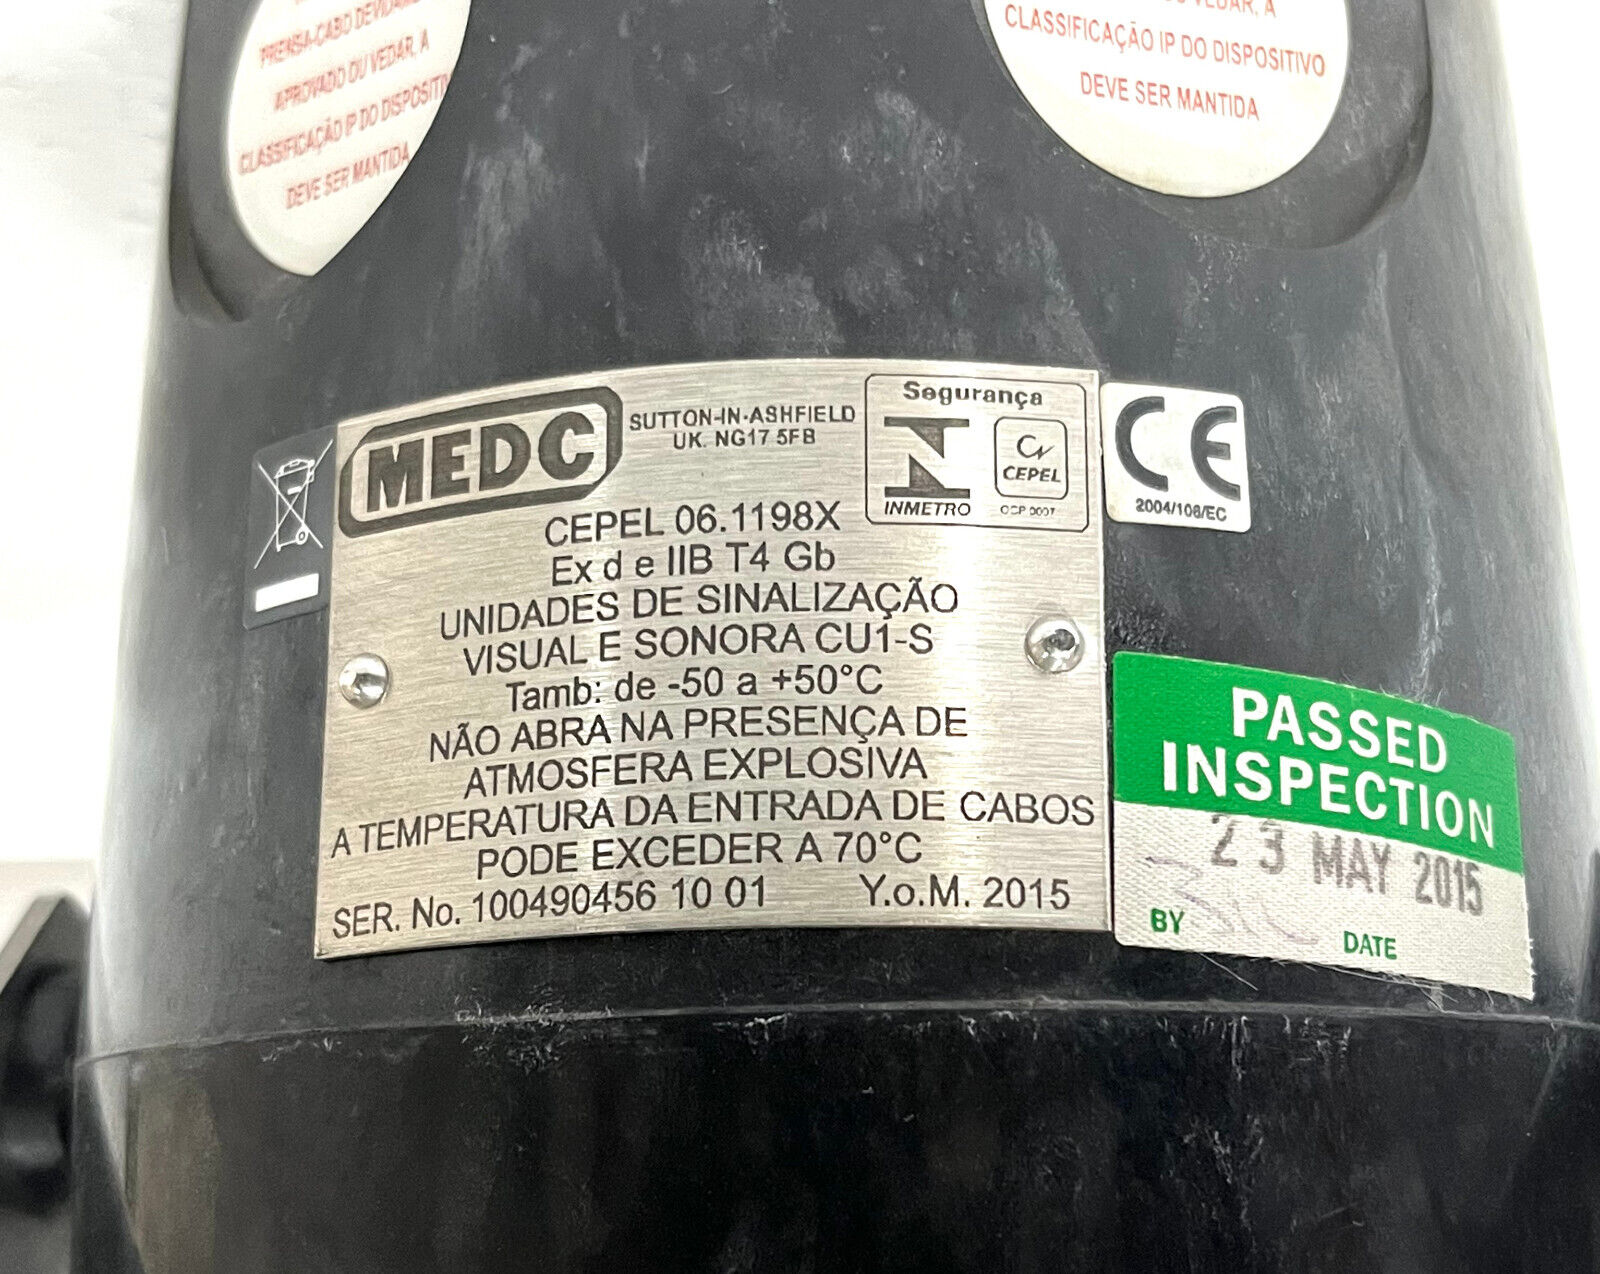 PRENSA-CABO DEVIDAM
APROVADO OU VEDAR, A
CLASSIFICAÇÃO IP DO DISPOSITIV
DEVE SER MANTIDA
VEDAR, A
CLASSIFICAÇÃO IP DO DISPOSITIVO
DEVE SER MANTIDA
MEDC
SUTTON-IN-ASHFIELD
UK. NG17 5FB
Segurança
CEPEL
INMETRO
OCP 0007
CE
2004/108/EC
CEPEL 06.1198X
Ex d e IIB T4 Gb
UNIDADES DE SINALIZAÇÃO
VISUAL E SONORA CU1-S
Tamb: de -50 a +50°C
NÃO ABRA NA PRESENÇA DE
ATMOSFERA EXPLOSIVA
A TEMPERATURA DA ENTRADA DE CABOS
PODE EXCEDER A 70°C
SER. No. 100490456 10 01 Y.o.M. 2015
PASSED
INSPECTION
23 MAY 2015
BY DATE